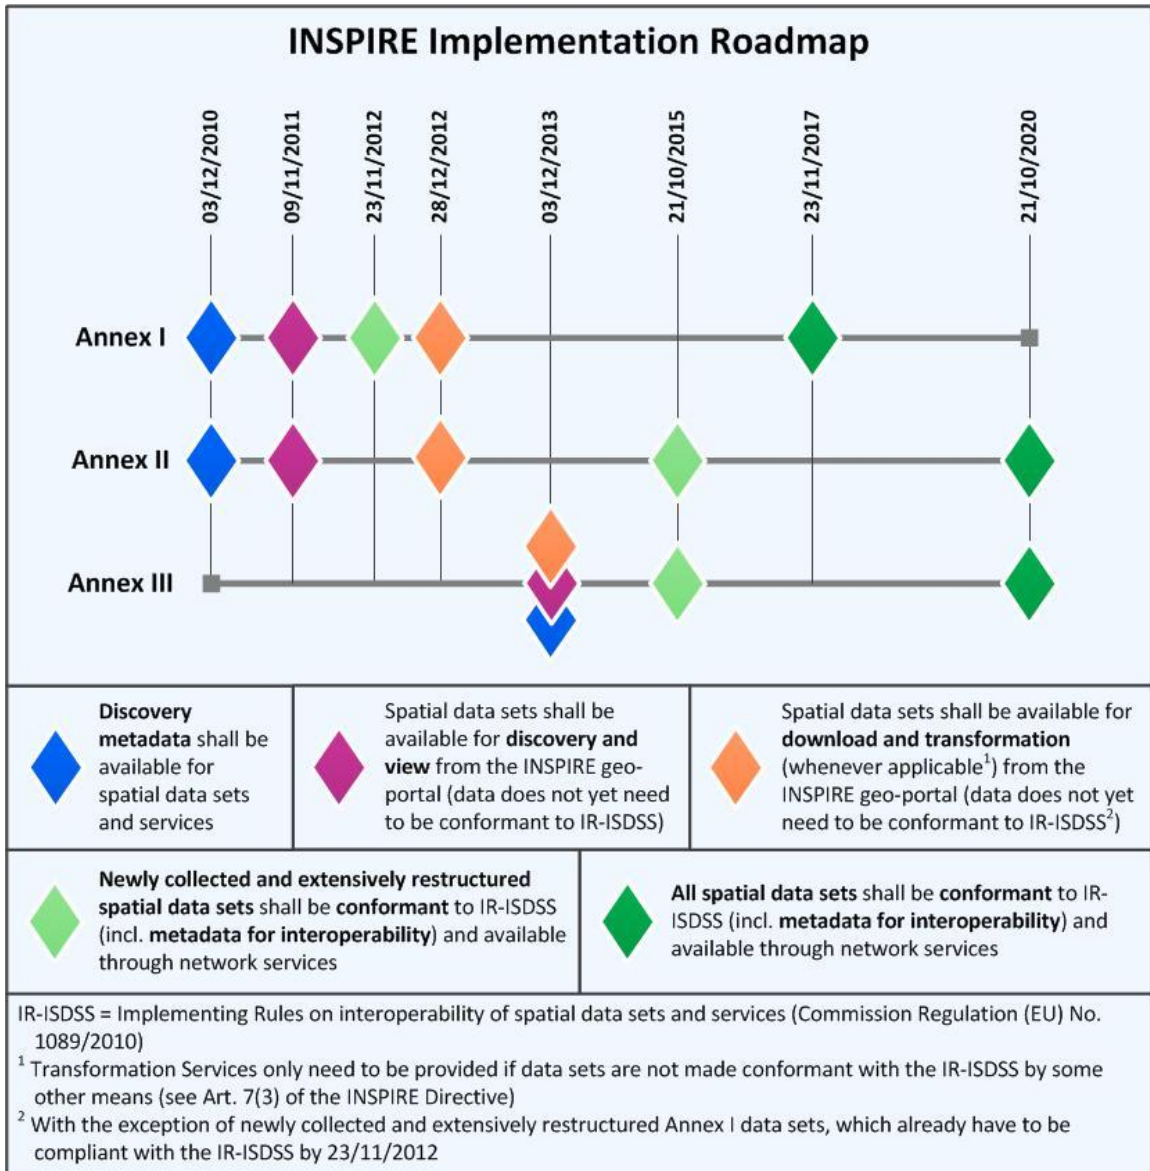 INSPIRE Implementation Roadmap
03/12/2010
09/11/2011
23/11/2012
28/12/2012
03/12/2013
21/10/2015
23/11/2017
21/10/2020
Annex I
Annex II
Annex III
Discovery
metadata shall be
available for
spatial data sets
and services
Spatial data sets shall be
available for discovery and
view from the INSPIRE geo-
portal (data does not yet need
to be conformant to IR-ISDSS)
Spatial data sets shall be available for
download and transformation
(whenever applicable¹) from the
INSPIRE geo-portal (data does not yet
need to be conformant to IR-ISDSS²)
Newly collected and extensively restructured
spatial data sets shall be conformant to IR-ISDSS
(incl. metadata for interoperability) and available
through network services
All spatial data sets shall be conformant to IR-
ISDSS (incl. metadata for interoperability) and
available through network services
IR-ISDSS = Implementing Rules on interoperability of spatial data sets and services (Commission Regulation (EU) No.
1089/2010)
¹ Transformation Services only need to be provided if data sets are not made conformant with the IR-ISDSS by some
other means (see Art. 7(3) of the INSPIRE Directive)
² With the exception of newly collected and extensively restructured Annex I data sets, which already have to be
compliant with the IR-ISDSS by 23/11/2012